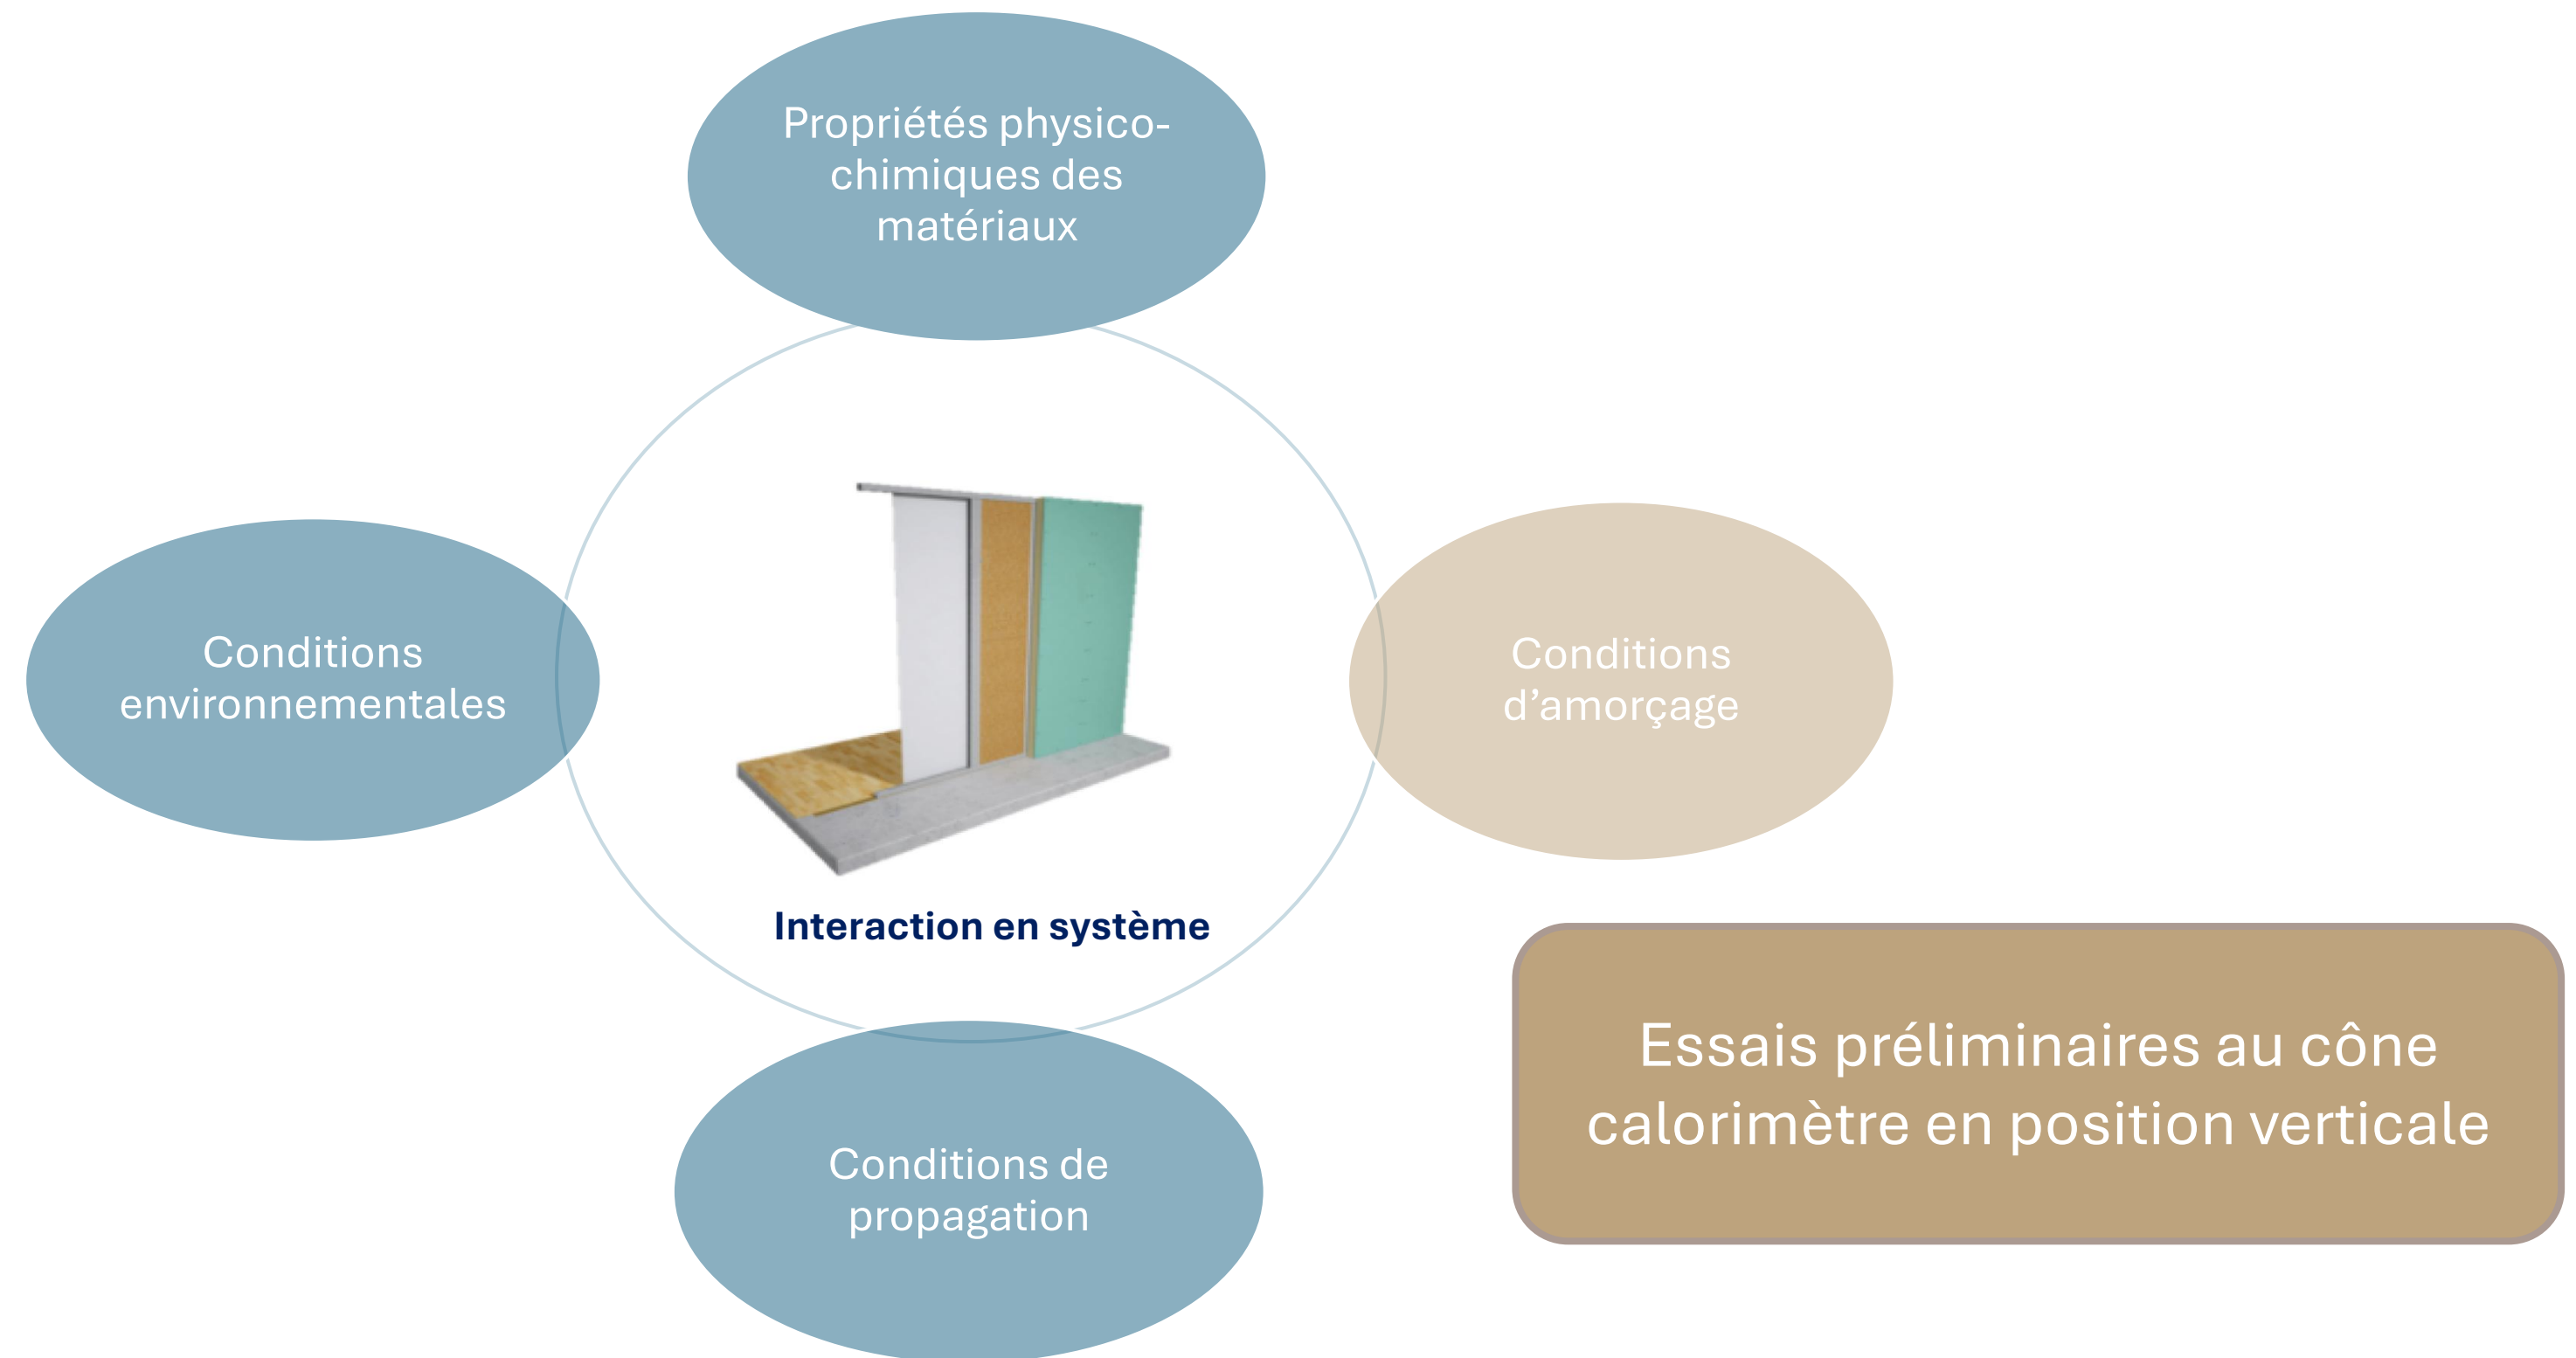 Propriétés physico-
chimiques des
matériaux
Conditions
environnementales
Conditions
d’amorçage
Interaction en système
Essais préliminaires au cône
calorimètre en position verticale
Conditions de
propagation